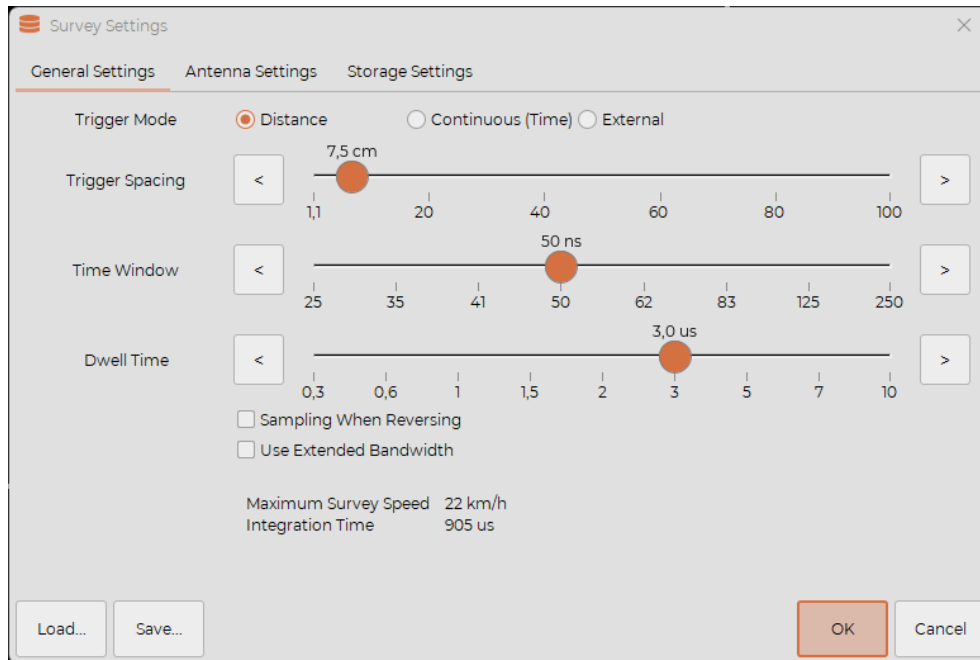 Survey Settings
General Settings Antenna Settings Storage Settings
Trigger Mode Distance Continuous (Time) External
7,5 cm
Trigger Spacing < >
1,1 20 40 60 80 100
50 ns
Time Window < >
25 35 41 50 62 83 125 250
3,0 us
Dwell Time < >
0,3 0,6 1 1,5 2 3 5 7 10
Sampling When Reversing
Use Extended Bandwidth
Maximum Survey Speed 22 km/h
Integration Time 905 us
Load... Save... OK Cancel